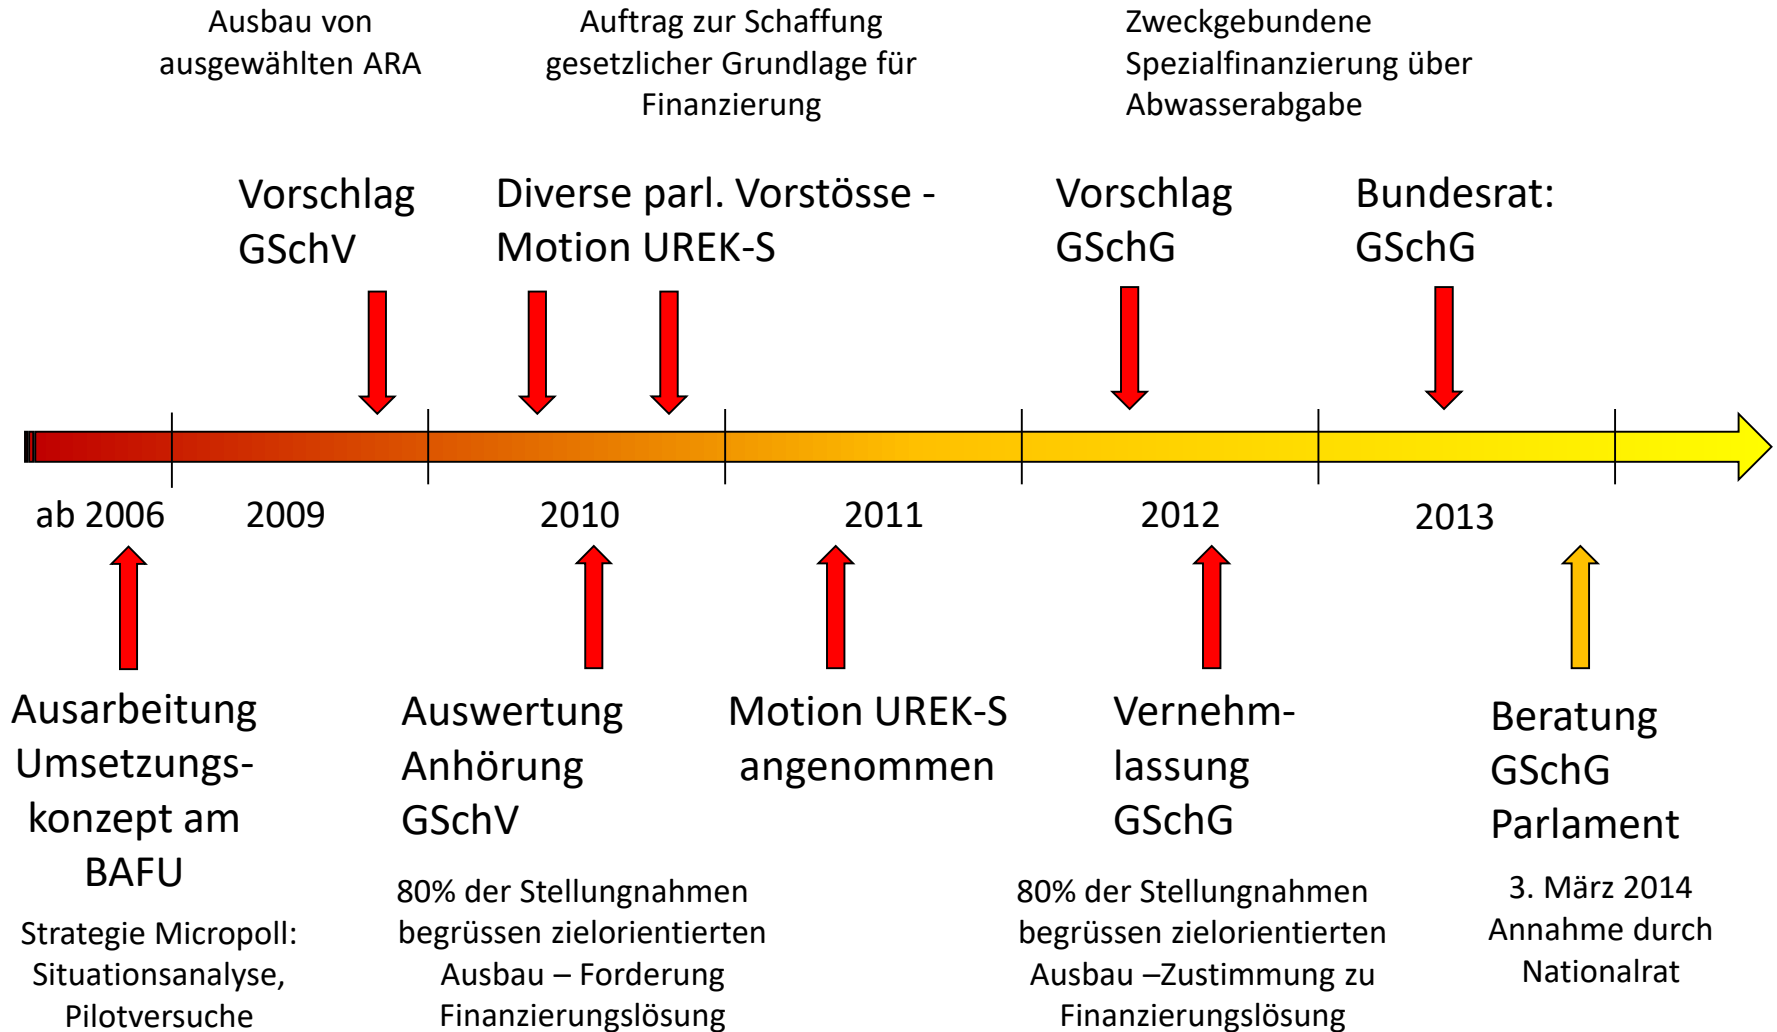 Ausbau von
ausgewählten ARA
Auftrag zur Schaffung
gesetzlicher Grundlage für
Finanzierung
Zweckgebundene
Spezialfinanzierung über
Abwasserabgabe
Vorschlag
GSchV
Diverse parl. Vorstösse -
Motion UREK-S
Vorschlag
GSchG
Bundesrat:
GSchG
ab 2006
2009
2010
2011
2012
2013
Ausarbeitung
Umsetzungs-
konzept am
BAFU
Strategie Micropoll:
Situationsanalyse,
Pilotversuche
Auswertung
Anhörung
GSchV
80% der Stellungnahmen
begrüssen zielorientierten
Ausbau – Forderung
Finanzierungslösung
Motion UREK-S
angenommen
Vernehm-
lassung
GSchG
80% der Stellungnahmen
begrüssen zielorientierten
Ausbau –Zustimmung zu
Finanzierungslösung
Beratung
GSchG
Parlament
3. März 2014
Annahme durch
Nationalrat